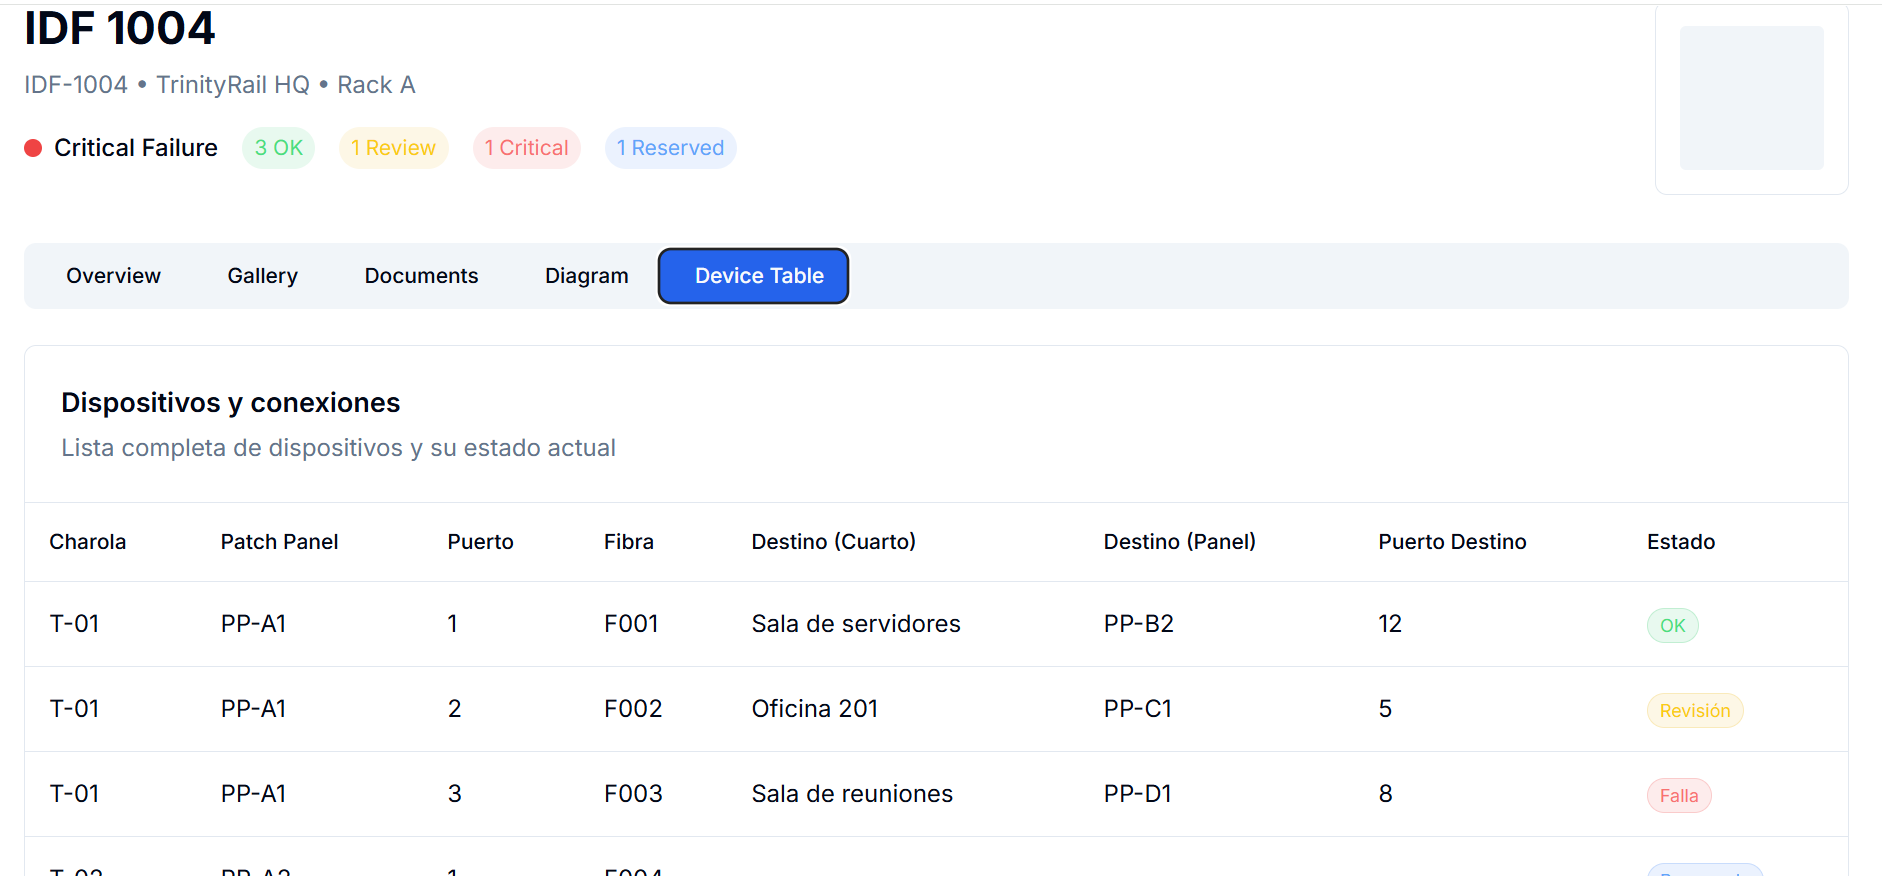 IDF 1004
IDF-1004 • TrinityRail HQ • Rack A
Critical Failure 3 OK 1 Review 1 Critical 1 Reserved
Overview Gallery Documents Diagram Device Table
Dispositivos y conexiones
Lista completa de dispositivos y su estado actual
Charola Patch Panel Puerto Fibra Destino (Cuarto) Destino (Panel) Puerto Destino Estado
T-01 PP-A1 1 F001 Sala de servidores PP-B2 12 OK
T-01 PP-A1 2 F002 Oficina 201 PP-C1 5 Revisión
T-01 PP-A1 3 F003 Sala de reuniones PP-D1 8 Falla
T-02 PP-A2 1 F004